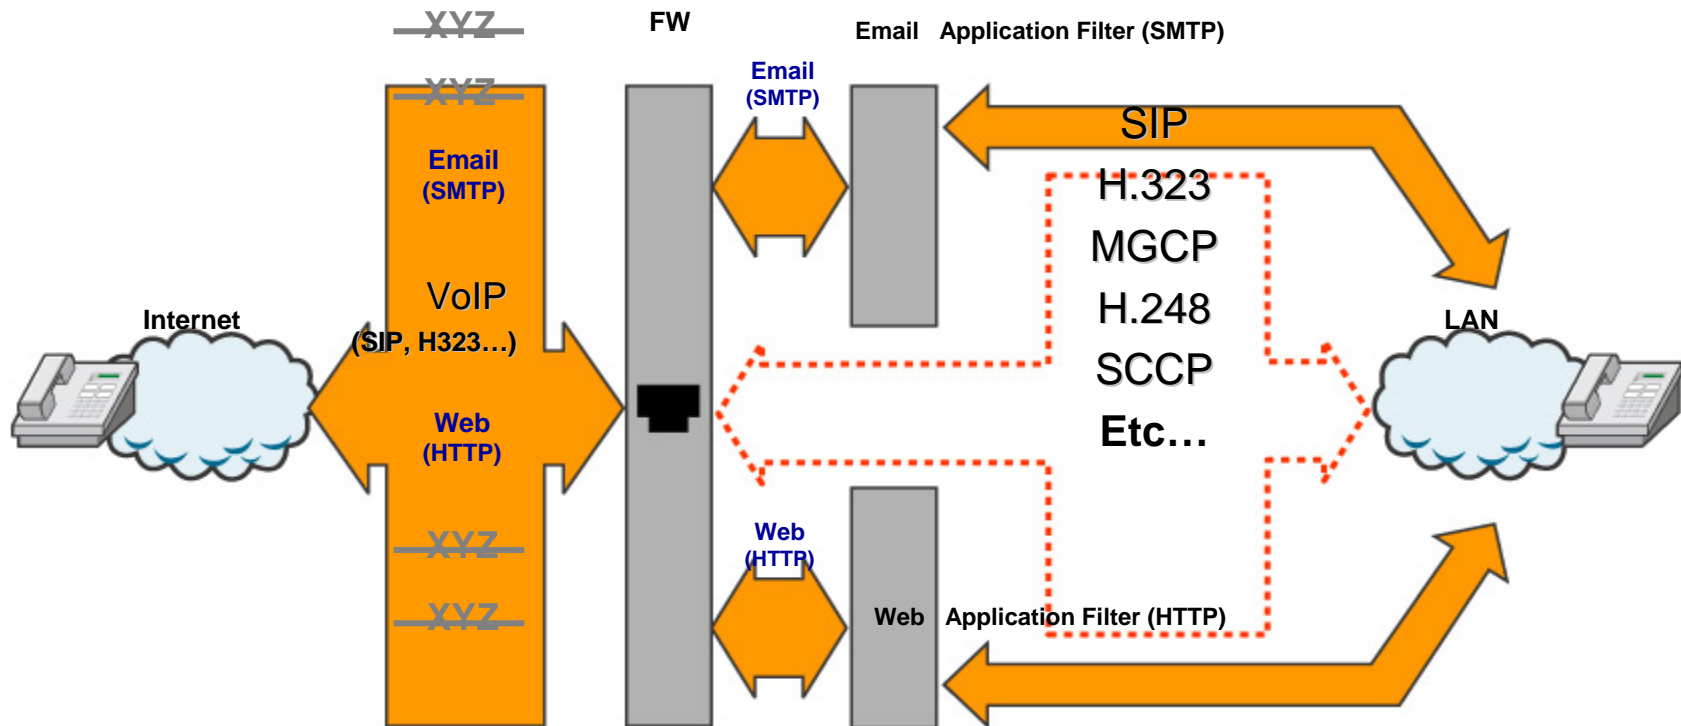 XYZ
FW
Email Application Filter (SMTP)
XYZ
Email
(SMTP)
Email
(SMTP)
SIP
H.323
MGCP
H.248
SCCP
Etc...
VoIP
(SIP, H323...)
Internet
LAN
Web
(HTTP)
XYZ
Web
(HTTP)
XYZ
Web Application Filter (HTTP)